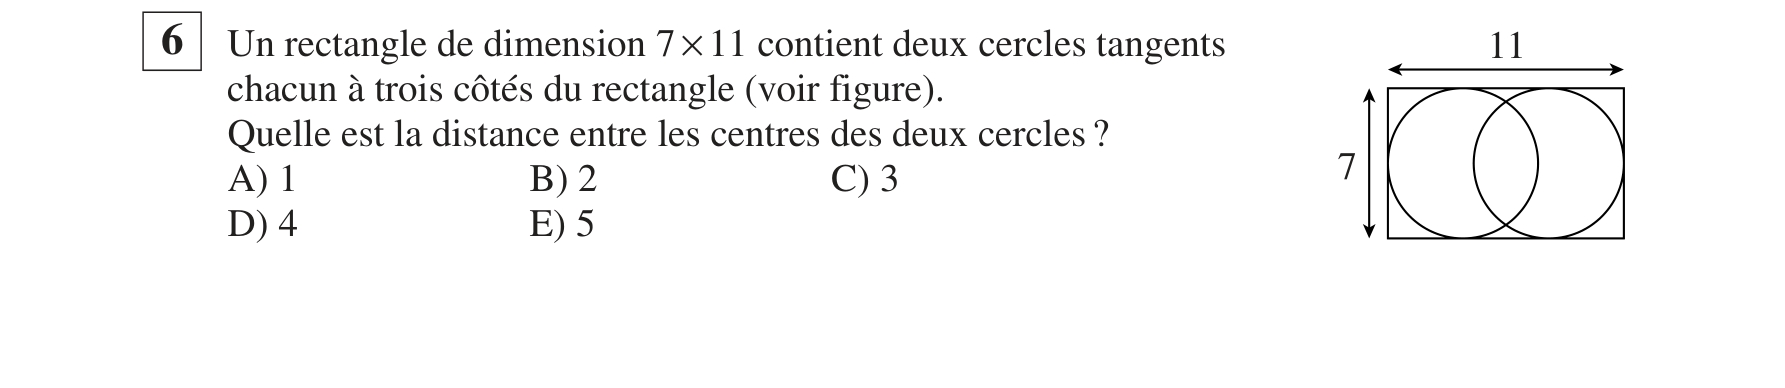 6 Un rectangle de dimension 7×11 contient deux cercles tangents
chacun à trois côtés du rectangle (voir figure).
Quelle est la distance entre les centres des deux cercles ?
A) 1 B) 2 C) 3
D) 4 E) 5
11
7